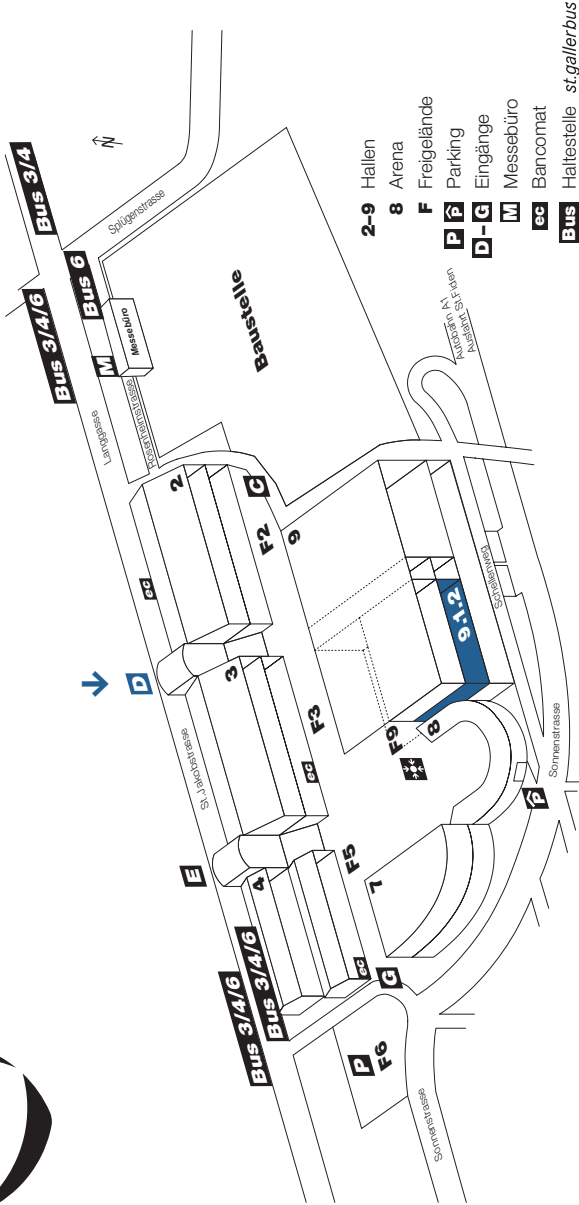 Bus 3/4
Bus 3/4/6
Bus 6
Splügenstrasse
N
Langgasse
M
Messebüro
Rosenheimstrasse
Baustelle
2
C
ec
F2
9
D
3
F3
ec
St.Jakobstrasse
E
4
F5
ec
G
Bus 3/4/6
Bus 3/4/6
P
F6
7
F9
8
9.1.2
P
Schellenweg
Sonnenstrasse
Sonnenstrasse
Autobahn A1
Ausfahrt St.Fiden
2–9 Hallen
8 Arena
F Freigelände
P P Parking
D–G Eingänge
M Messebüro
ec Bancomat
Bus Haltestelle st.gallerbus